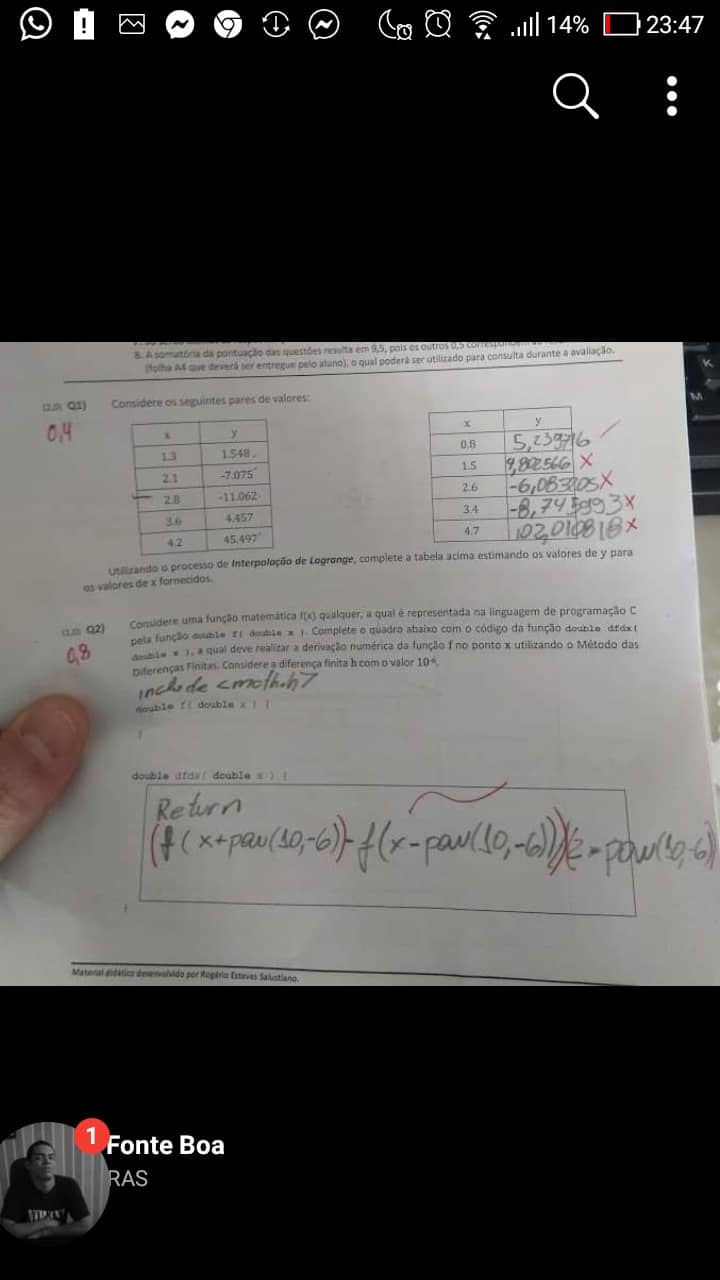 14% 23:47
8. A somatória da pontuação das questões resulta em 9,5, pois os outros 0,5
(folha A4 que deverá ser entregue pelo aluno), o qual poderá ser utilizado para consulta durante a avaliação.
(2,0) Q1) Considere os seguintes pares de valores:
0,4
x y
1.3 1.548
2.1 -7.075
2.8 -11.062
3.6 4.457
4.2 45.497
x y
0.8 5,239716
1.5 X
2.6 X
3.4 X
4.7 102,010818 X
Utilizando o processo de Interpolação de Lagrange, complete a tabela acima estimando os valores de y para
os valores de x fornecidos.
(1,0) Q2) Considere uma função matemática f(x) qualquer, a qual é representada na linguagem de programação C
0,8
pela função double f( double x ). Complete o quadro abaixo com o código da função double dfdx(
double x ), a qual deve realizar a derivação numérica da função f no ponto x utilizando o Método das
Diferenças Finitas. Considere a diferença finita h com o valor 10⁻⁶.
include <math.h>
double f( double x ) {
}
double dfdx( double x ) {
Return
(f(x+pow(10,-6))-f(x-pow(10,-6)))/2*pow(10,-6)
}
Material didático desenvolvido por Rogério Esteves Salustiano.
1
Fonte Boa
RAS